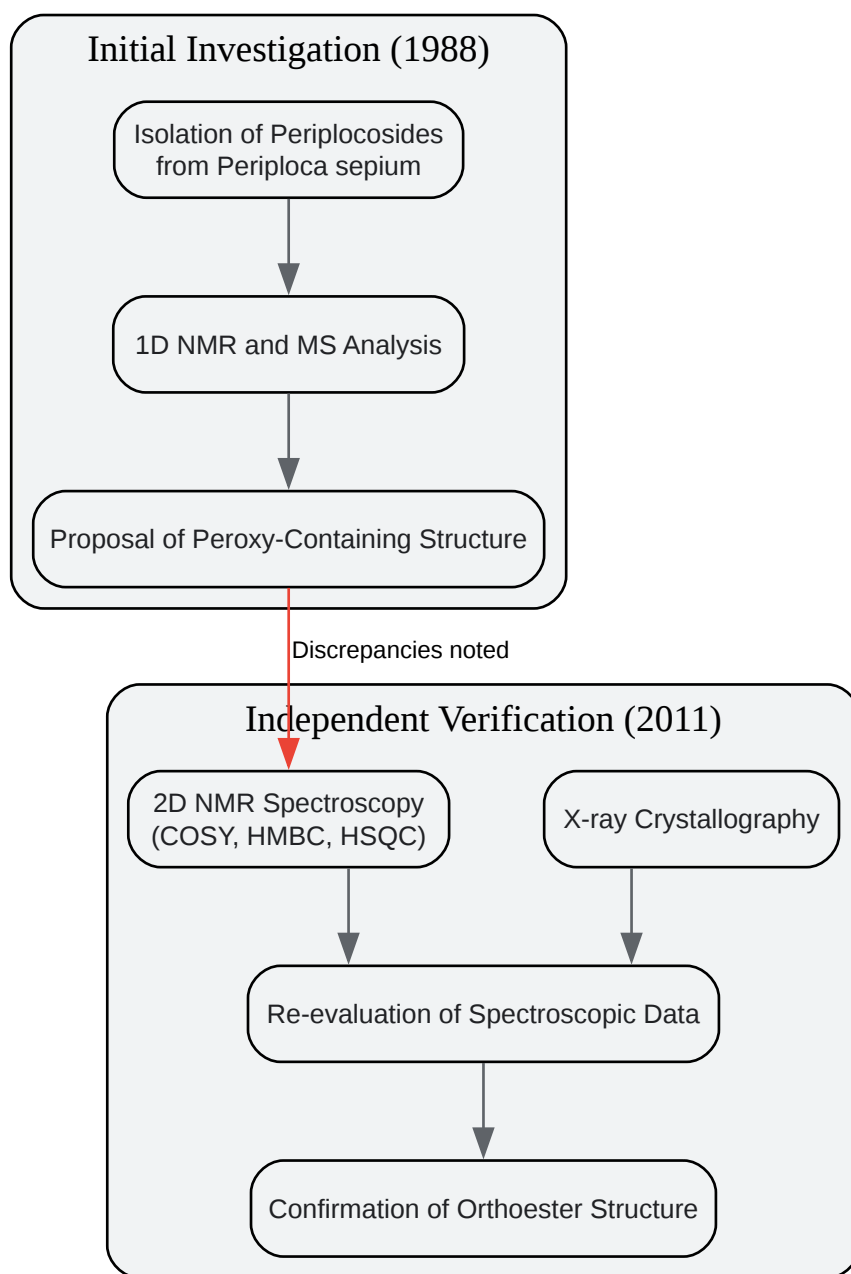 Initial Investigation (1988)
Isolation of Periplocosides
from Periploca sepium
1D NMR and MS Analysis
Proposal of Peroxy-Containing Structure
Discrepancies noted
Independent Verification (2011)
2D NMR Spectroscopy
(COSY, HMBC, HSQC)
X-ray Crystallography
Re-evaluation of Spectroscopic Data
Confirmation of Orthoester Structure